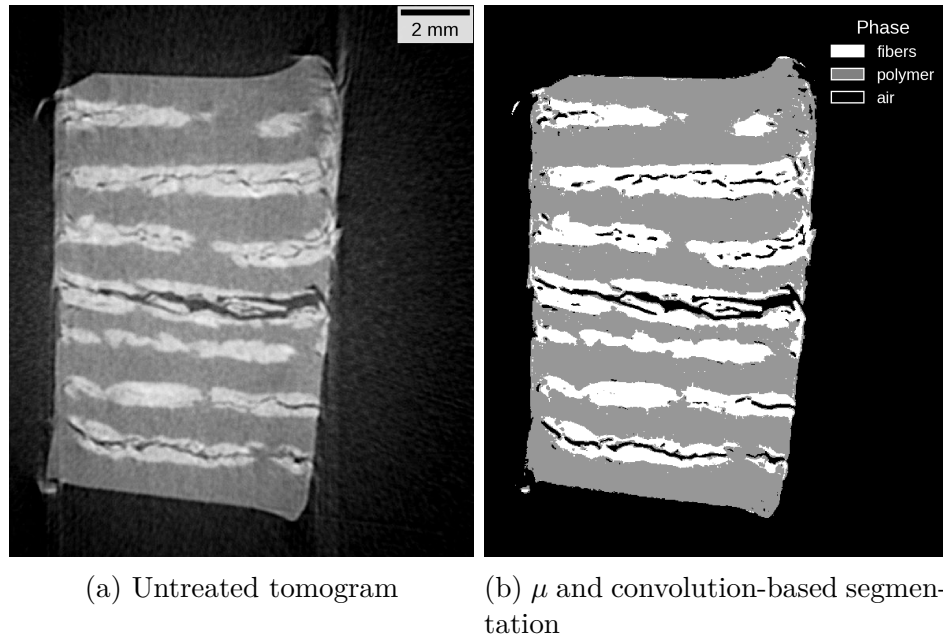 2 mm
Phase
fibers
polymer
air
(a) Untreated tomogram
(b) μ and convolution-based segmen-
tation